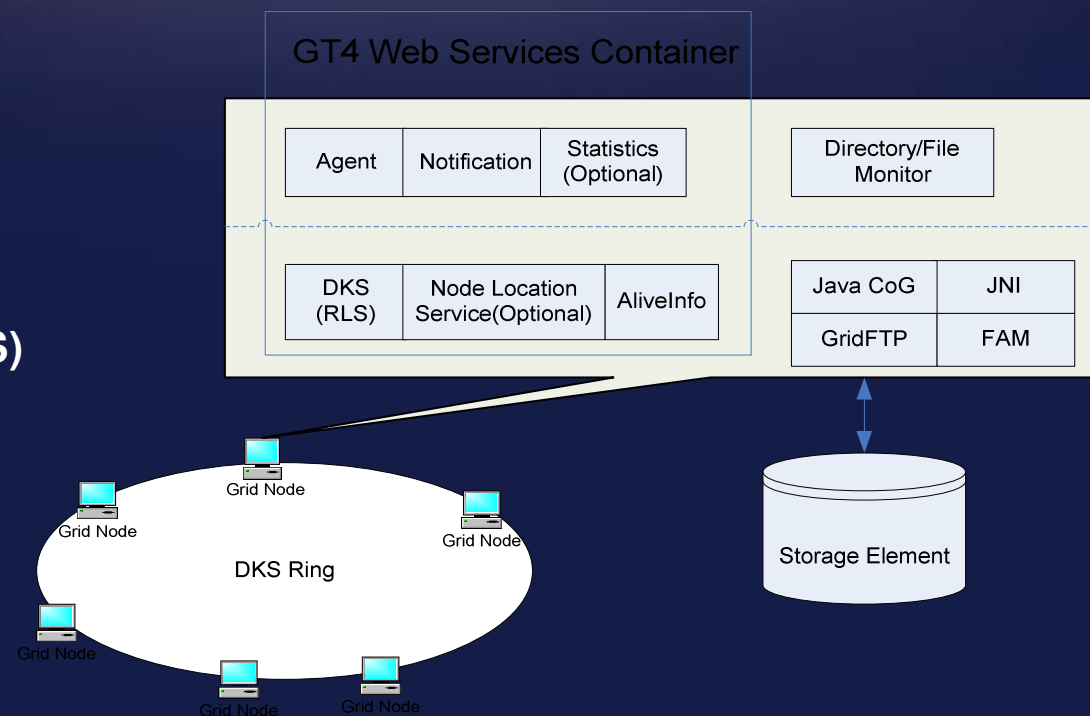 GT4 Web Services Container
Agent
Notification
Statistics
(Optional)
Directory/File
Monitor
DKS
(RLS)
Node Location
Service(Optional)
AliveInfo
Java CoG
JNI
GridFTP
FAM
S)
Grid Node
Grid Node
Grid Node
DKS Ring
Storage Element
Grid Node
Grid Node
Grid Node